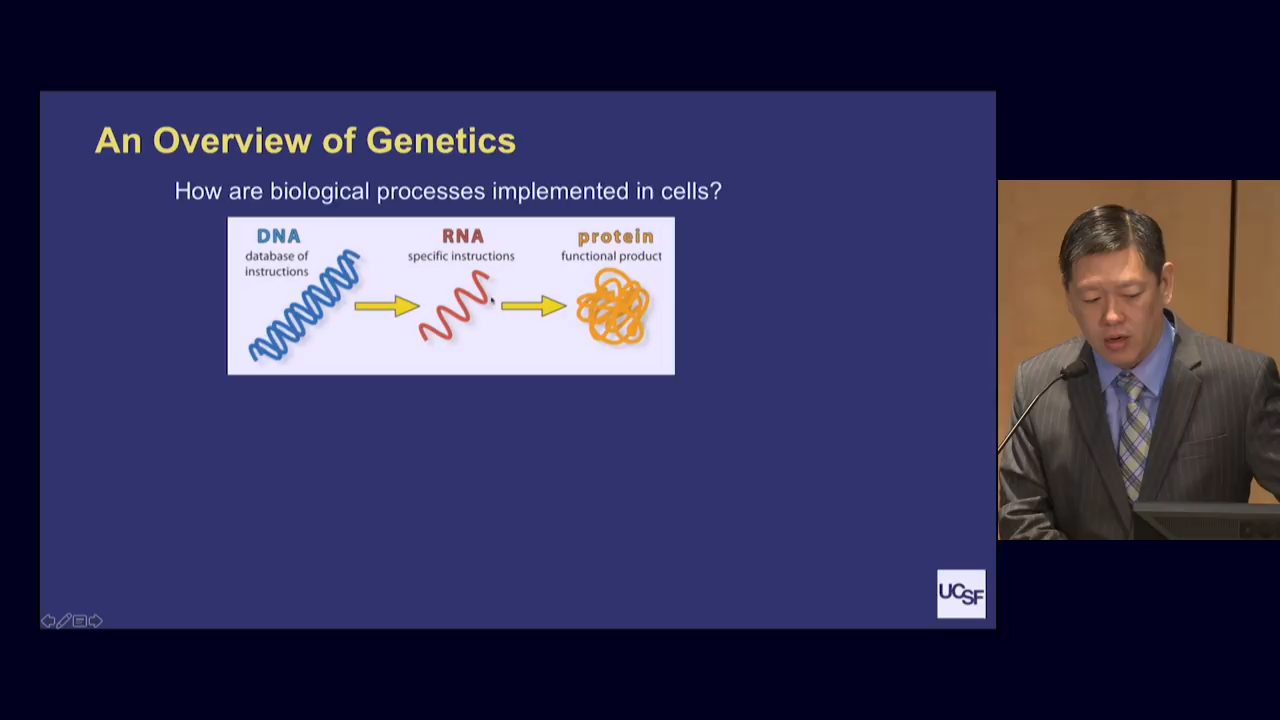 An Overview of Genetics
How are biological processes implemented in cells?
DNA
database of
instructions
RNA
specific instructions
protein
functional product
UCSF